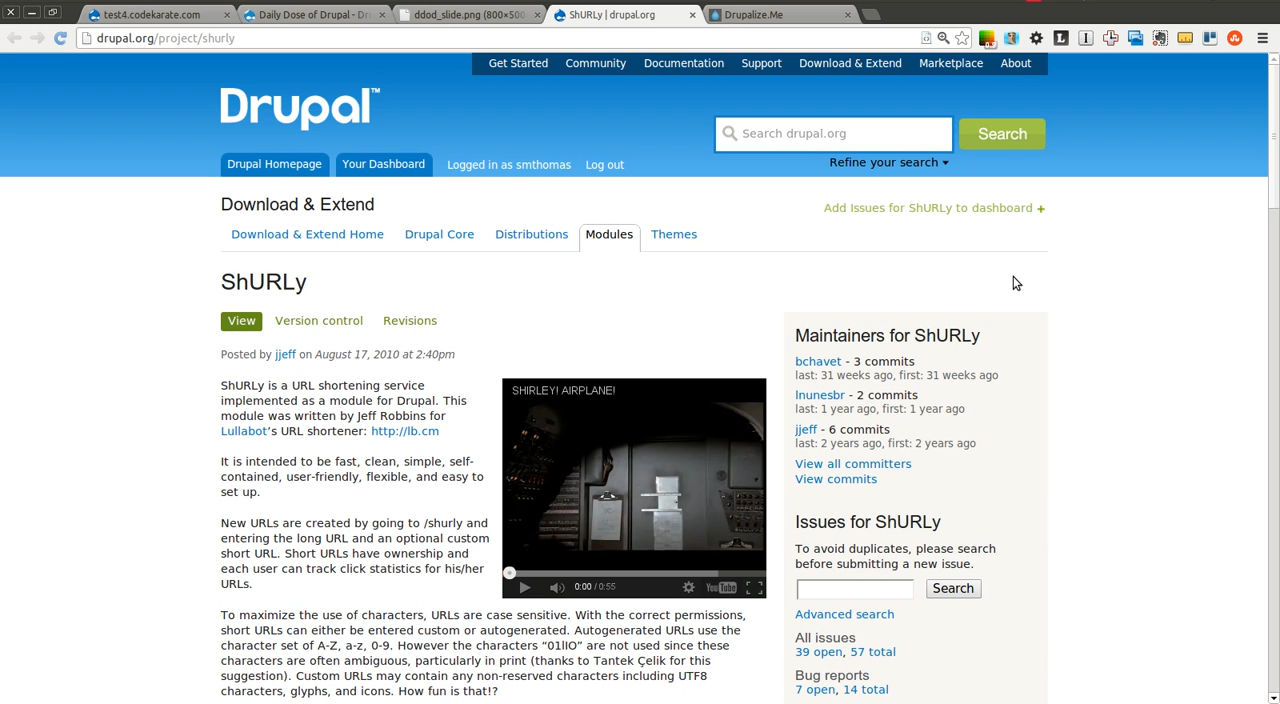 test4.codekarate.com
Daily Dose of Drupal - Dr
ddod_slide.png (800×500
ShURLy | drupal.org
Drupalize.Me
drupal.org/project/shurly
Get Started Community Documentation Support Download & Extend Marketplace About
Drupal™
Search drupal.org Search
Refine your search
Drupal Homepage Your Dashboard Logged in as smthomas Log out
Download & Extend
Add Issues for ShURLy to dashboard +
Download & Extend Home Drupal Core Distributions Modules Themes
ShURLy
View Version control Revisions
Posted by jjeff on August 17, 2010 at 2:40pm
ShURLy is a URL shortening service
implemented as a module for Drupal. This
module was written by Jeff Robbins for
Lullabot's URL shortener: http://lb.cm
It is intended to be fast, clean, simple, self-
contained, user-friendly, flexible, and easy to
set up.
New URLs are created by going to /shurly and
entering the long URL and an optional custom
short URL. Short URLs have ownership and
each user can track click statistics for his/her
URLs.
SHIRLEY! AIRPLANE!
0:00 / 0:55
YouTube
To maximize the use of characters, URLs are case sensitive. With the correct permissions,
short URLs can either be entered custom or autogenerated. Autogenerated URLs use the
character set of A-Z, a-z, 0-9. However the characters “01lIO” are not used since these
characters are often ambiguous, particularly in print (thanks to Tantek Çelik for this
suggestion). Custom URLs may contain any non-reserved characters including UTF8
characters, glyphs, and icons. How fun is that!?
Maintainers for ShURLy
bchavet - 3 commits
last: 31 weeks ago, first: 31 weeks ago
lnunesbr - 2 commits
last: 1 year ago, first: 1 year ago
jjeff - 6 commits
last: 2 years ago, first: 2 years ago
View all committers
View commits
Issues for ShURLy
To avoid duplicates, please search
before submitting a new issue.
Search
Advanced search
All issues
39 open, 57 total
Bug reports
7 open, 14 total